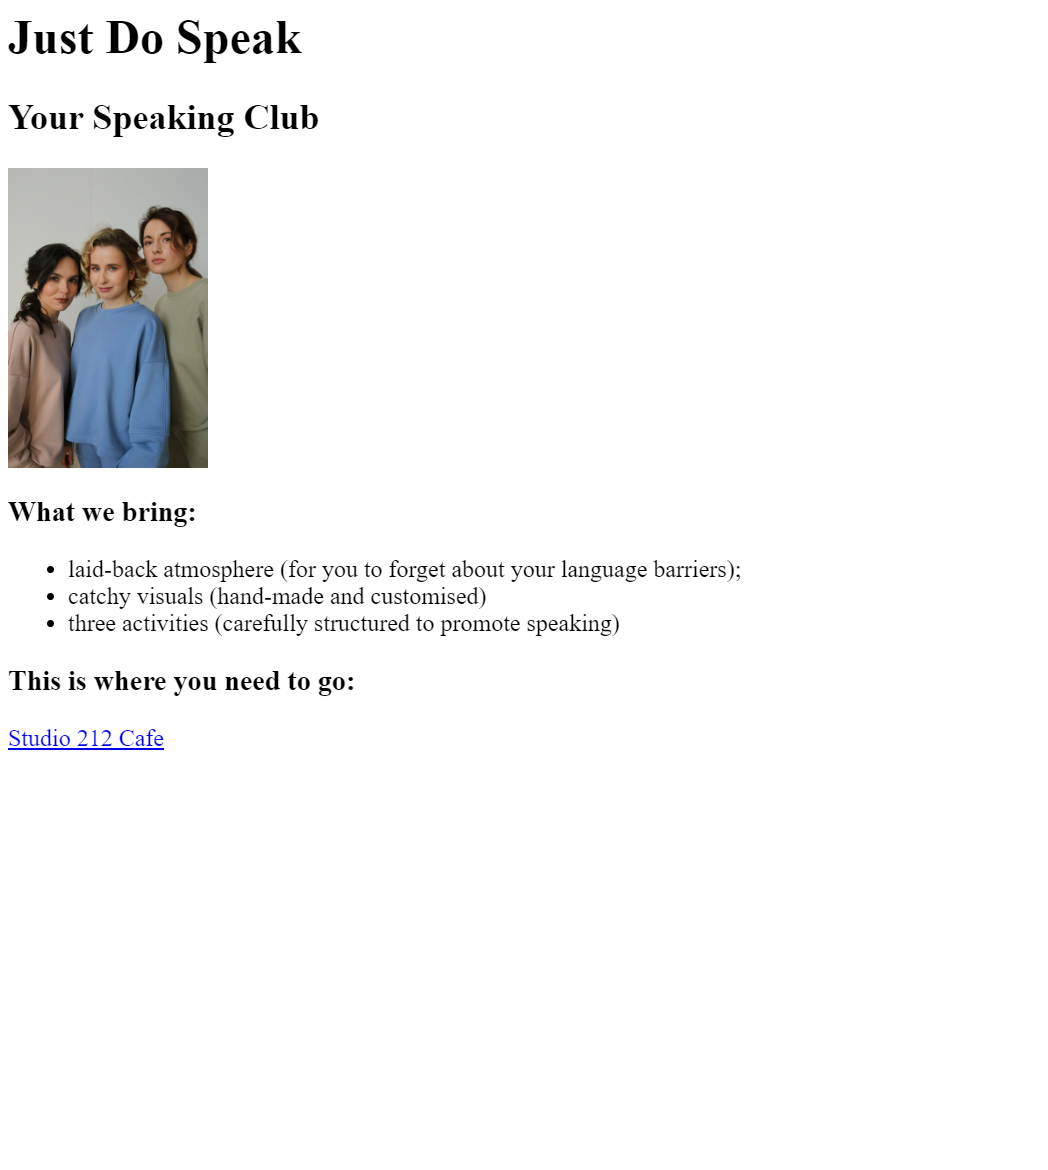 Just Do Speak
Your Speaking Club
What we bring:
laid-back atmosphere (for you to forget about your language barriers);
catchy visuals (hand-made and customised)
three activities (carefully structured to promote speaking)
This is where you need to go:
Studio 212 Cafe